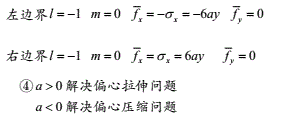 左边界 l = −1  m = 0  f̄ₓ = −σₓ = −6ay  f̄ᵧ = 0
右边界 l = −1  m = 0  f̄ₓ = σₓ = 6ay  f̄ᵧ = 0
④ a > 0 解决偏心拉伸问题
a < 0 解决偏心压缩问题